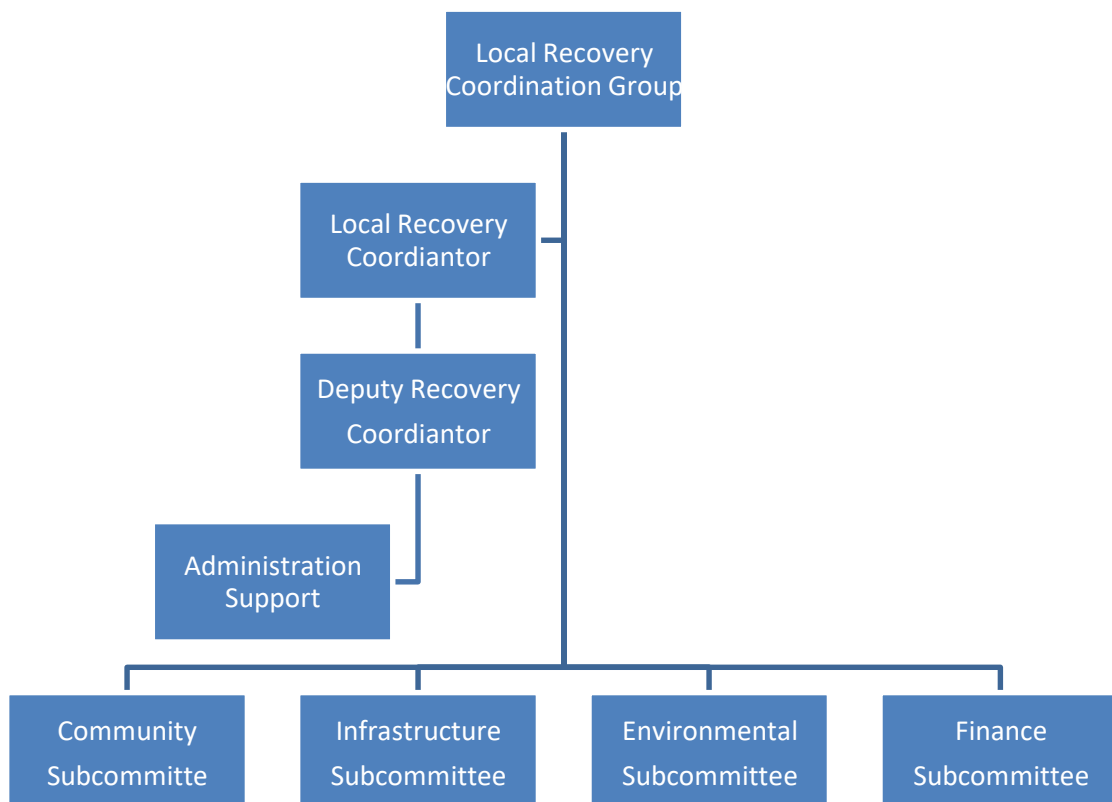 Local Recovery
Coordination Group
Local Recovery
Coordiantor
Deputy Recovery
Coordiantor
Administration
Support
Community
Subcommitte
Infrastructure
Subcommittee
Environmental
Subcommittee
Finance
Subcommittee